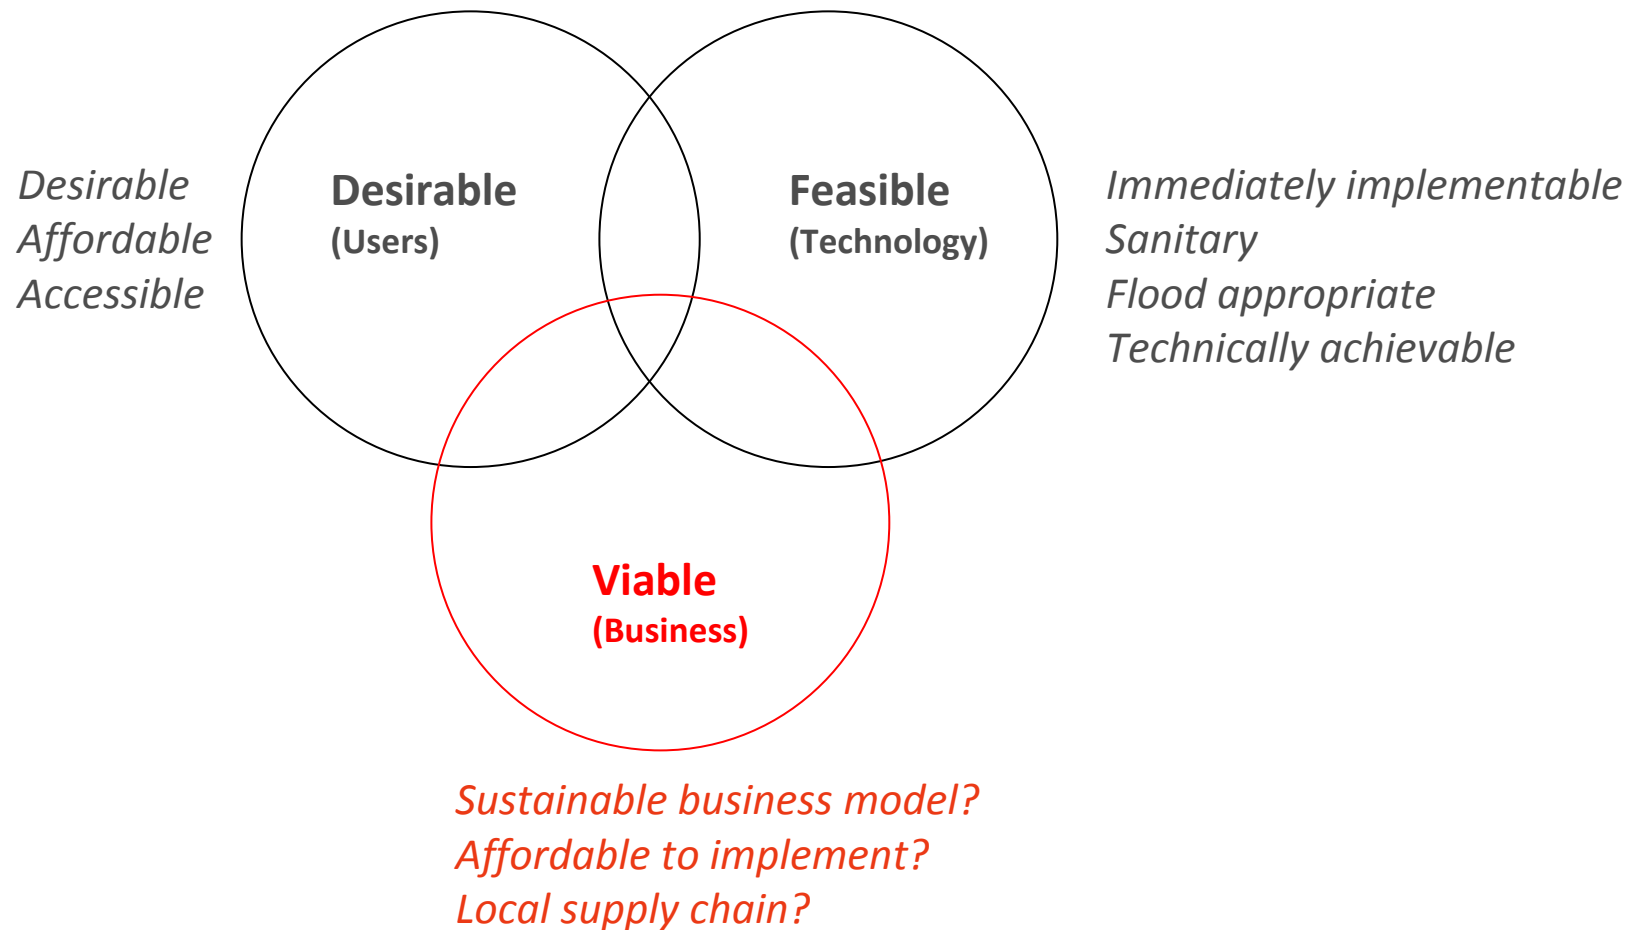 Desirable
Affordable
Accessible
Desirable
(Users)
Feasible
(Technology)
Immediately implementable
Sanitary
Flood appropriate
Technically achievable
Viable
(Business)
Sustainable business model?
Affordable to implement?
Local supply chain?